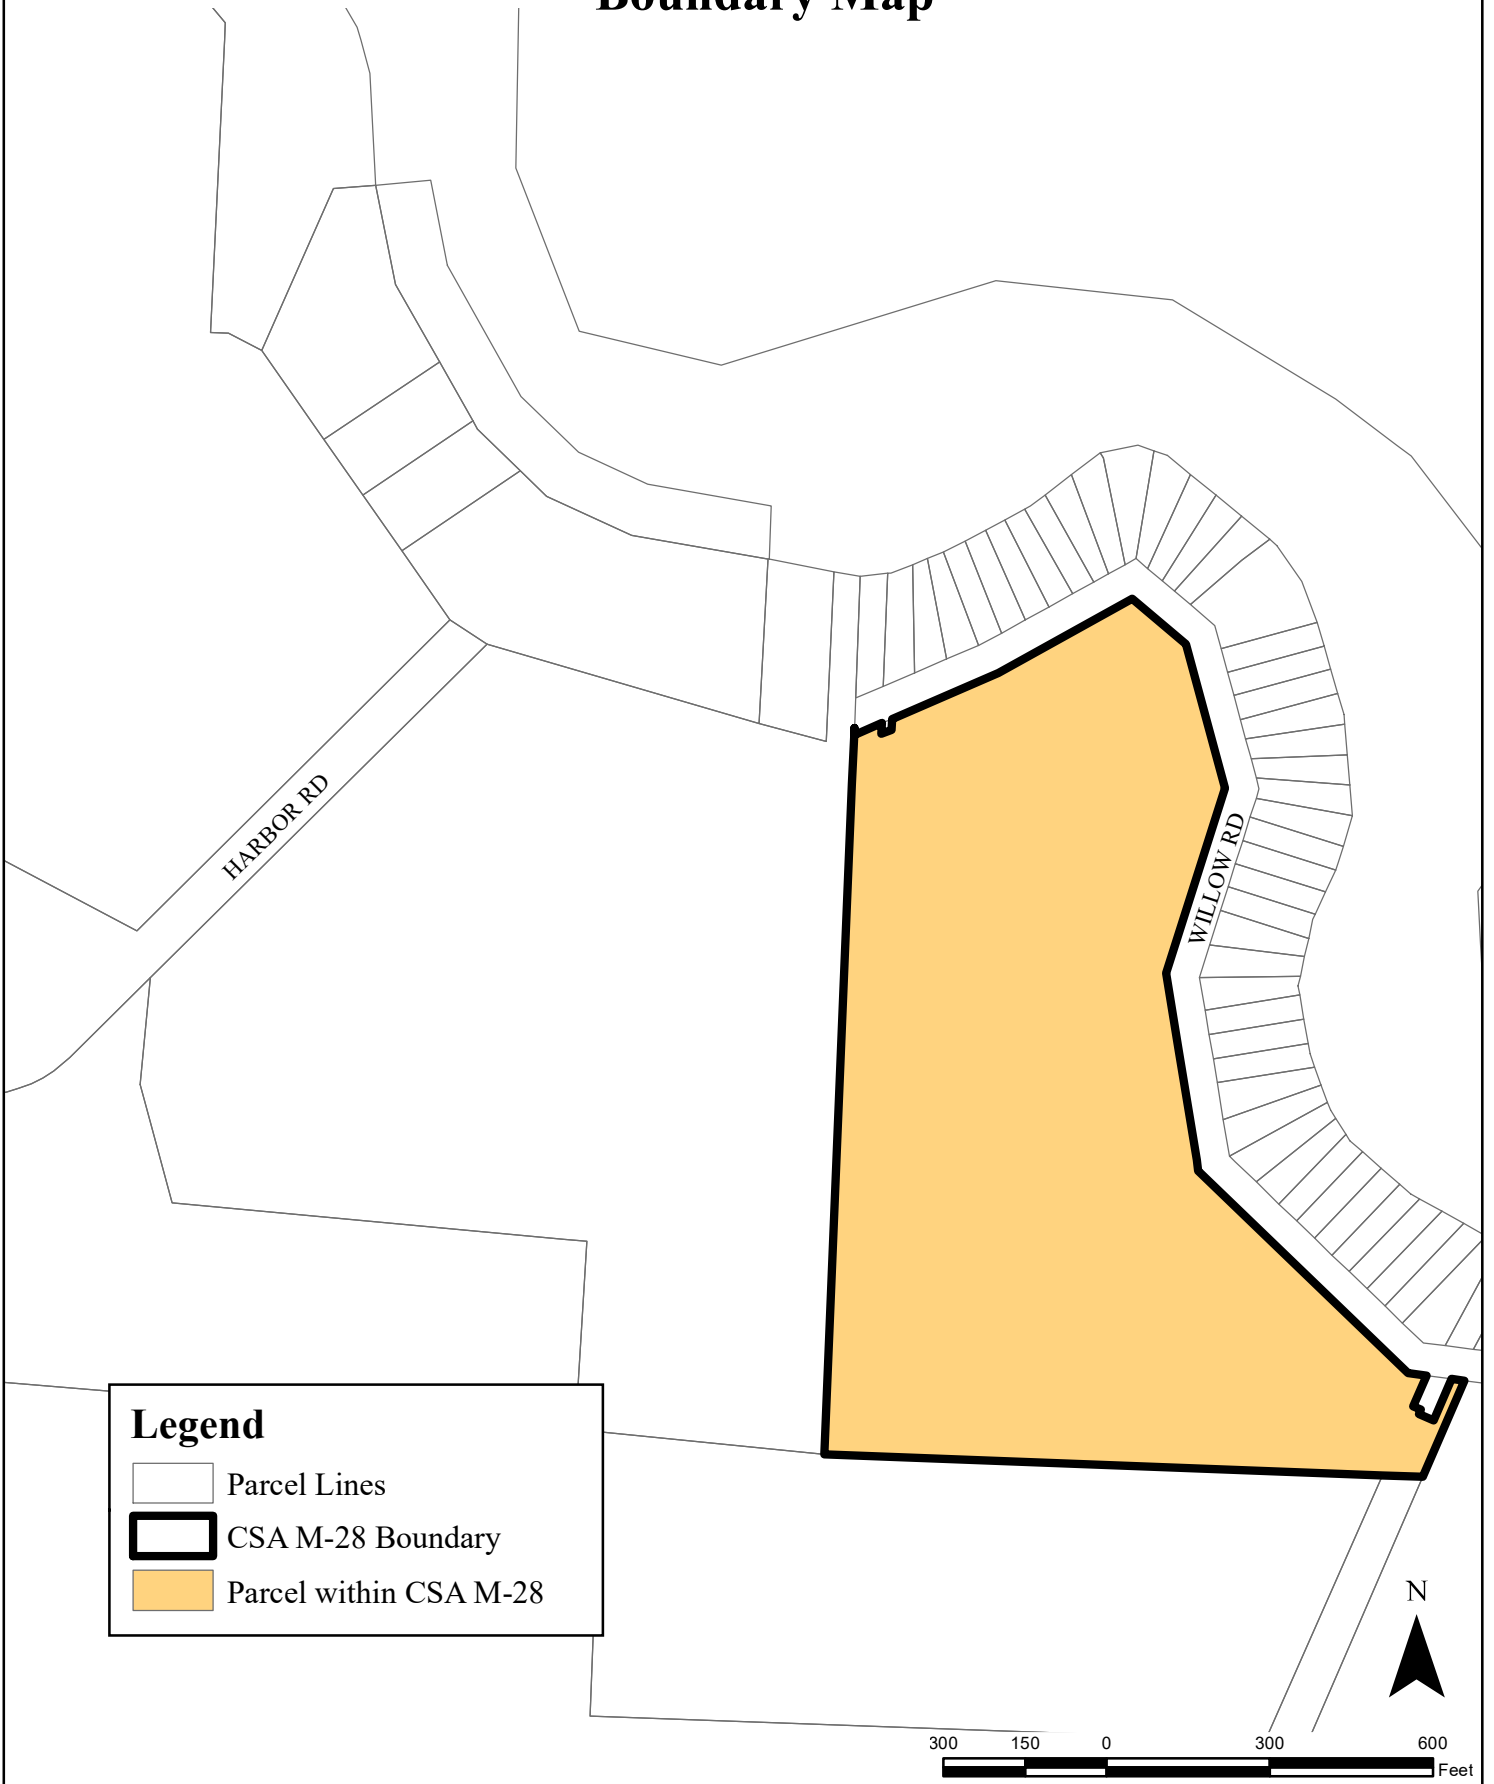 Boundary Map
HARBOR RD
WILLOW RD
Legend
Parcel Lines
CSA M-28 Boundary
Parcel within CSA M-28
N
300 150 0 300 600
Feet